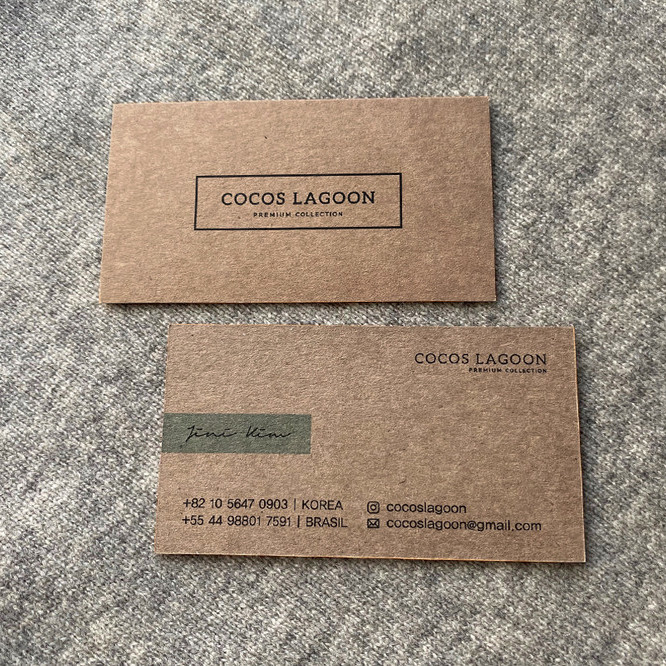 COCOS LAGOON
PREMIUM COLLECTION
COCOS LAGOON
PREMIUM COLLECTION
Jini Kim
+82 10 5647 0903 | KOREA
+55 44 98801 7591 | BRASIL
cocoslagoon
cocoslagoon@gmail.com